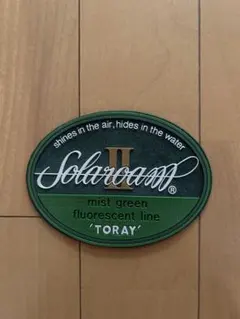 shines in the air, hides in the water
II
Solaroam®
mist green
fluorescent line
'TORAY'